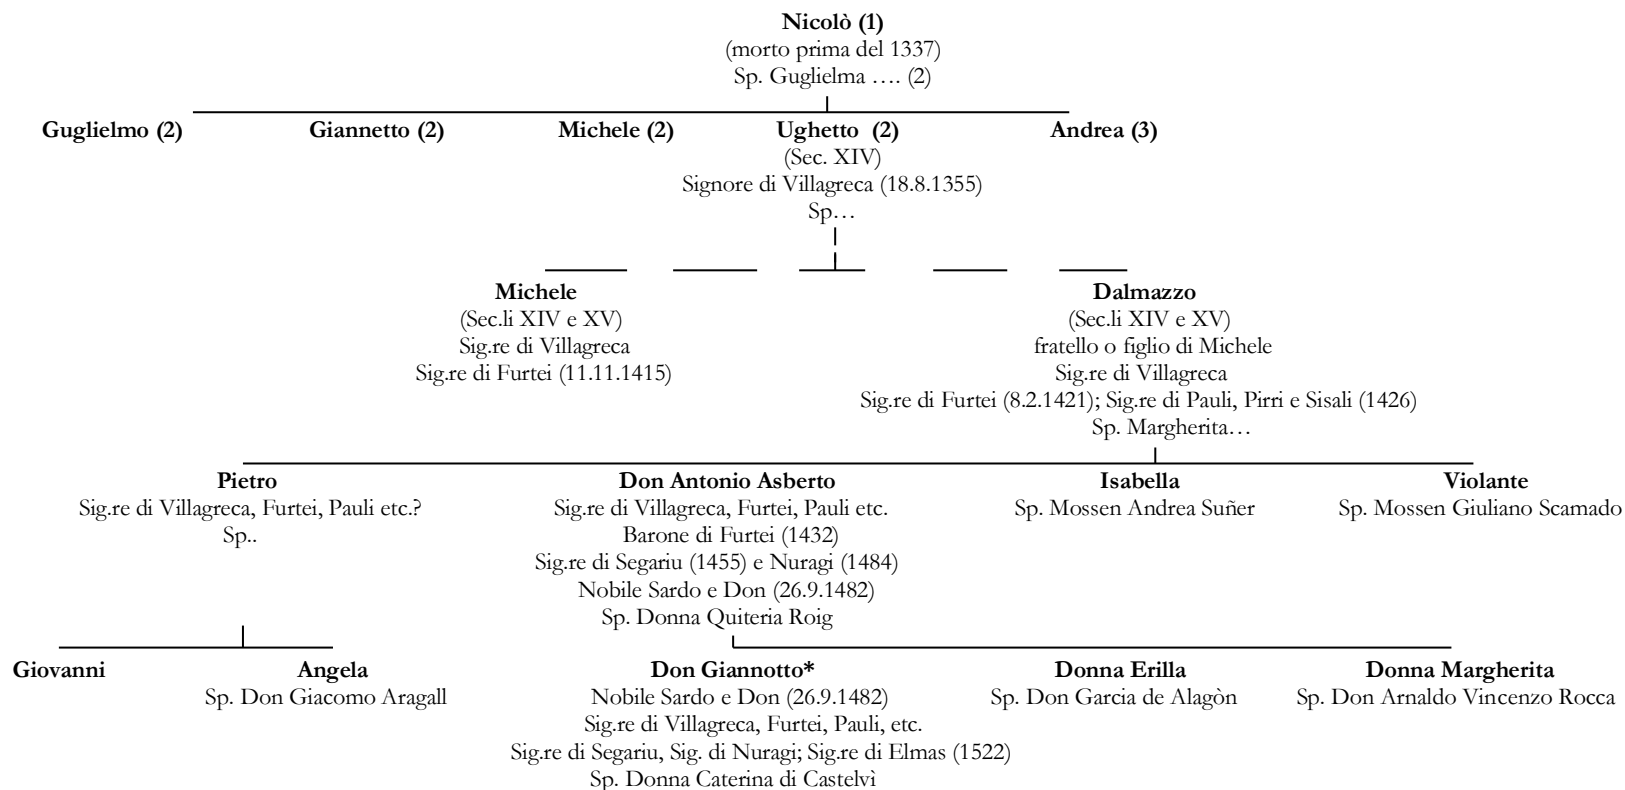 Nicolò (1)
(morto prima del 1337)
Sp. Guglielma …. (2)
Guglielmo (2) Giannetto (2) Michele (2) Ughetto (2) Andrea (3)
(Sec. XIV)
Signore di Villagreca (18.8.1355)
Sp…
Michele Dalmazzo
(Sec.li XIV e XV) (Sec.li XIV e XV)
Sig.re di Villagreca fratello o figlio di Michele
Sig.re di Furtei (11.11.1415) Sig.re di Villagreca
Sig.re di Furtei (8.2.1421); Sig.re di Pauli, Pirri e Sisali (1426)
Sp. Margherita…
Pietro Don Antonio Asberto Isabella Violante
Sig.re di Villagreca, Furtei, Pauli etc.? Sig.re di Villagreca, Furtei, Pauli etc. Sp. Mossen Andrea Suñer Sp. Mossen Giuliano Scamado
Sp.. Barone di Furtei (1432)
Sig.re di Segariu (1455) e Nuragi (1484)
Nobile Sardo e Don (26.9.1482)
Sp. Donna Quiteria Roig
Giovanni Angela Don Giannotto* Donna Erilla Donna Margherita
Sp. Don Giacomo Aragall Nobile Sardo e Don (26.9.1482) Sp. Don Garcia de Alagòn Sp. Don Arnaldo Vincenzo Rocca
Sig.re di Villagreca, Furtei, Pauli, etc.
Sig.re di Segariu, Sig. di Nuragi; Sig.re di Elmas (1522)
Sp. Donna Caterina di Castelvì